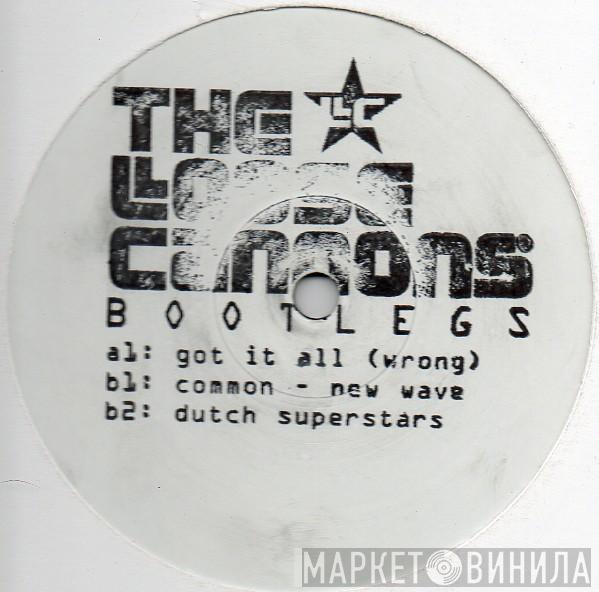 THE LC
LOOSE
CANNONS
BOOTLEGS
a1: got it all (wrong)
b1: common - new wave
b2: dutch superstars
МАРКЕТ ВИНИЛА